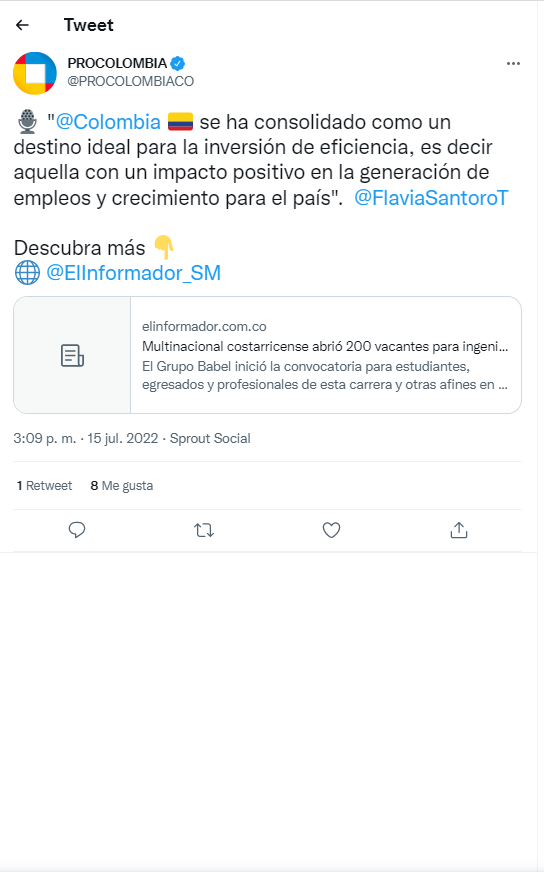 Tweet
PROCOLOMBIA
@PROCOLOMBIACO
"@Colombia se ha consolidado como un
destino ideal para la inversión de eficiencia, es decir
aquella con un impacto positivo en la generación de
empleos y crecimiento para el país". @FlaviaSantoroT
Descubra más
@ElInformador_SM
elinformador.com.co
Multinacional costarricense abrió 200 vacantes para ingeni...
El Grupo Babel inició la convocatoria para estudiantes,
egresados y profesionales de esta carrera y otras afines en ...
3:09 p. m. · 15 jul. 2022 · Sprout Social
1 Retweet 8 Me gusta